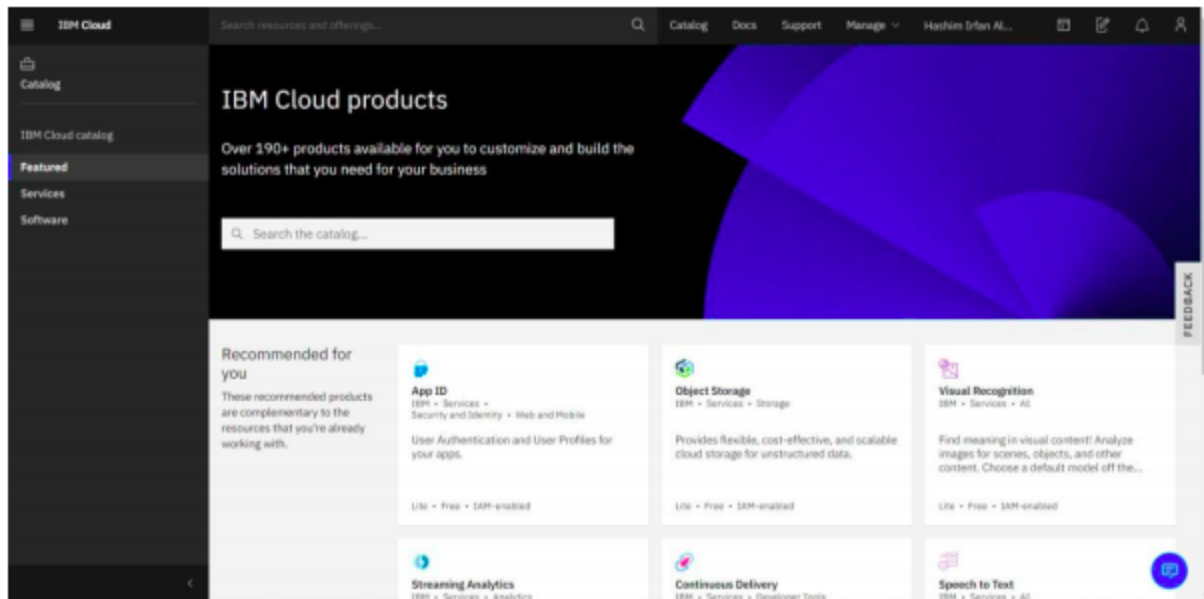 IBM Cloud
Search resources and offerings...
Catalog
Docs
Support
Manage
Hashim Irfan Al...
Catalog
IBM Cloud catalog
Featured
Services
Software
IBM Cloud products
Over 190+ products available for you to customize and build the
solutions that you need for your business
Search the catalog...
FEEDBACK
Recommended for
you
These recommended products
are complementary to the
resources that you're already
working with.
App ID
IBM • Services •
Security and Identity • Web and Mobile
User Authentication and User Profiles for
your apps.
Lite • Free • IAM-enabled
Object Storage
IBM • Services • Storage
Provides flexible, cost-effective, and scalable
cloud storage for unstructured data.
Lite • Free • IAM-enabled
Visual Recognition
IBM • Services • AI
Find meaning in visual content! Analyze
images for scenes, objects, and other
content. Choose a default model off the...
Lite • Free • IAM-enabled
Streaming Analytics
IBM • Services • Analytics
Continuous Delivery
IBM • Services • Developer Tools
Speech to Text
IBM • Services • AI